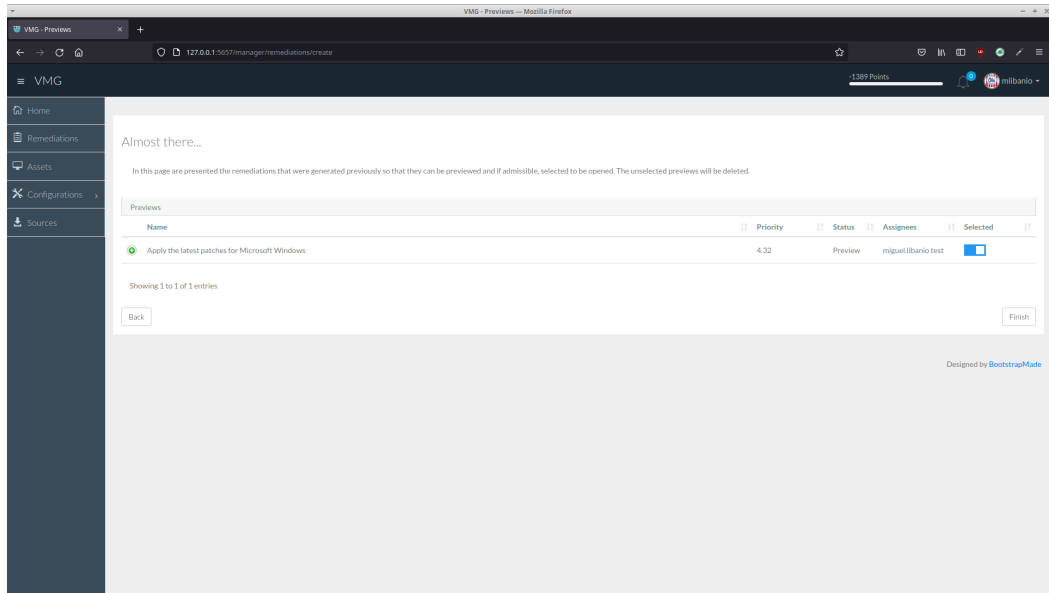 VMG - Previews — Mozilla Firefox
VMG - Previews
127.0.0.1:5657/manager/remediations/create
VMG
-1389 Points
0
mlibanio
Home
Remediations
Assets
Configurations
Sources
Almost there...
In this page are presented the remediations that were generated previously so that they can be previewed and if admissible, selected to be opened. The unselected previews will be deleted.
Previews
Name Priority Status Assignees Selected
Apply the latest patches for Microsoft Windows 4.32 Preview miguel.libanio test
Showing 1 to 1 of 1 entries
Back Finish
Designed by BootstrapMade